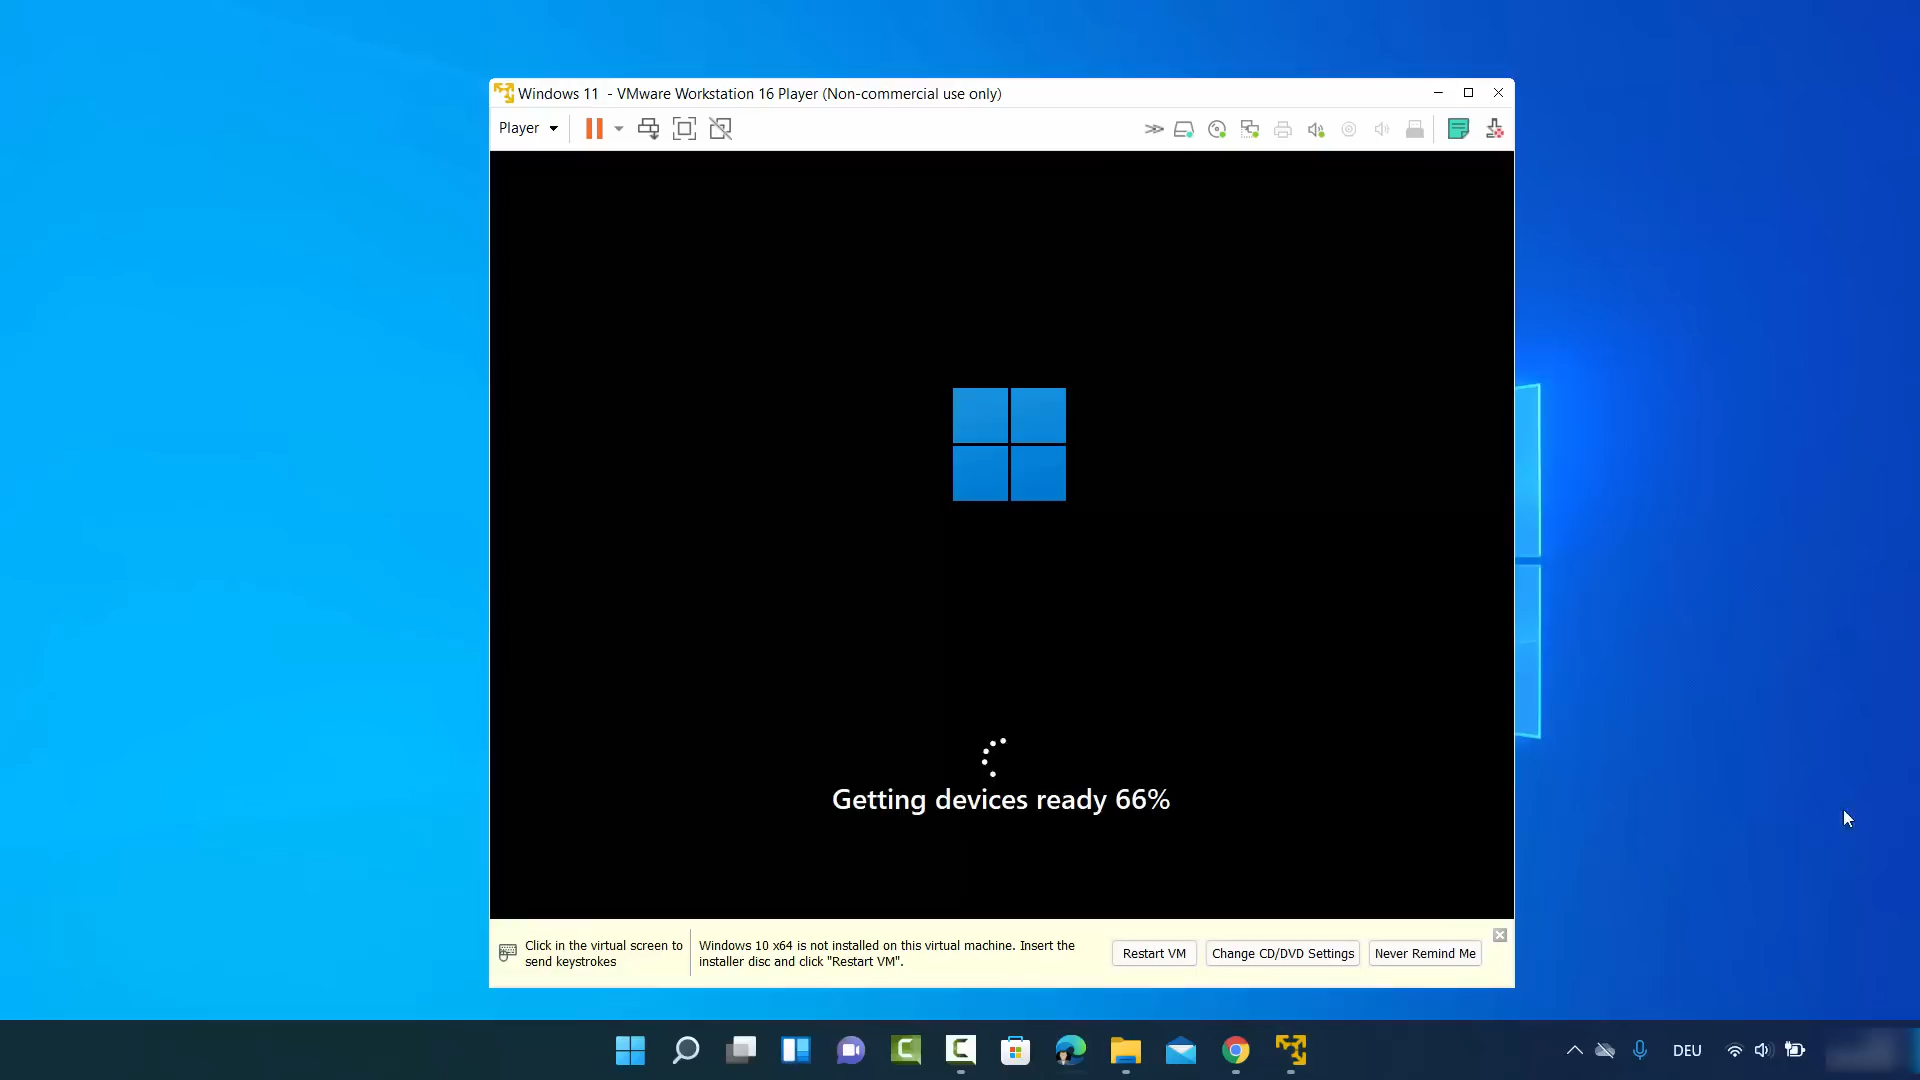 Windows 11 - VMware Workstation 16 Player (Non-commercial use only)
Player
Getting devices ready 66%
Click in the virtual screen to
send keystrokes
Windows 10 x64 is not installed on this virtual machine. Insert the
installer disc and click "Restart VM".
Restart VM
Change CD/DVD Settings
Never Remind Me
DEU